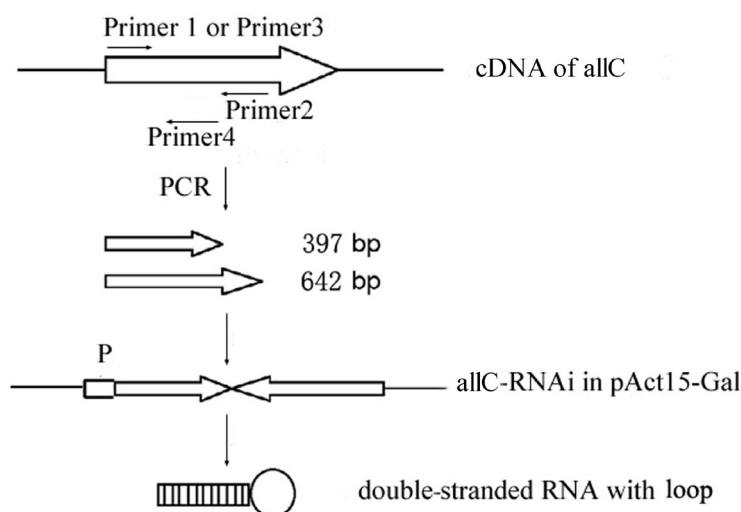 Primer 1 or Primer3
cDNA of allC
Primer2
Primer4
PCR
397 bp
642 bp
P
allC-RNAi in pAct15-Gal
double-stranded RNA with loop